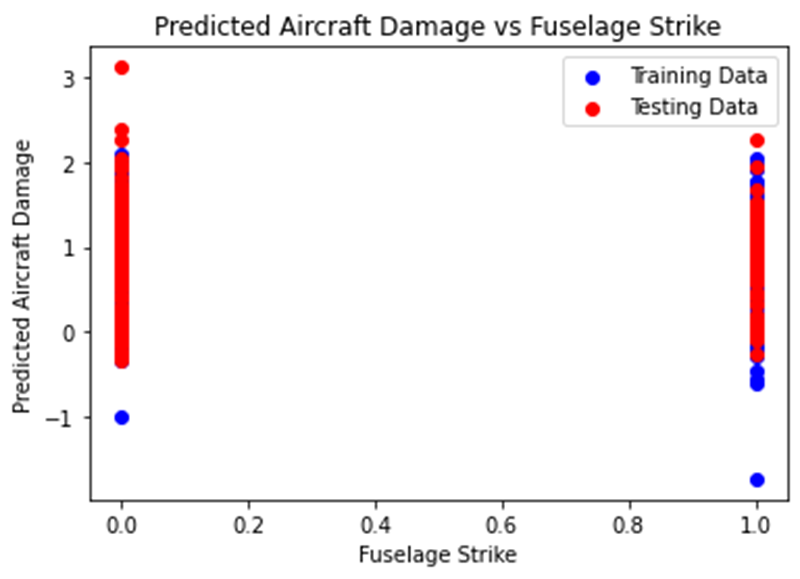 Predicted Aircraft Damage vs Fuselage Strike
Training Data
Testing Data
Predicted Aircraft Damage
3
2
1
0
−1
0.0 0.2 0.4 0.6 0.8 1.0
Fuselage Strike